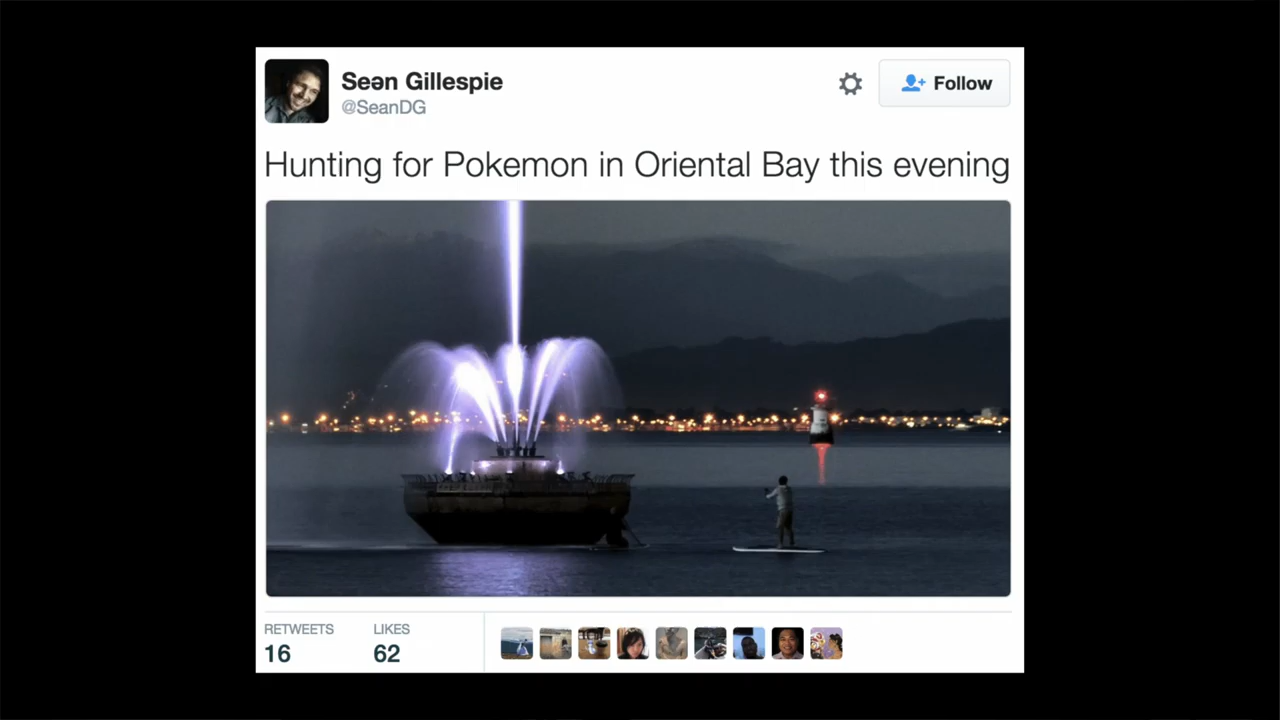 Seən Gillespie
@SeanDG
Follow
Hunting for Pokemon in Oriental Bay this evening
RETWEETS
16
LIKES
62